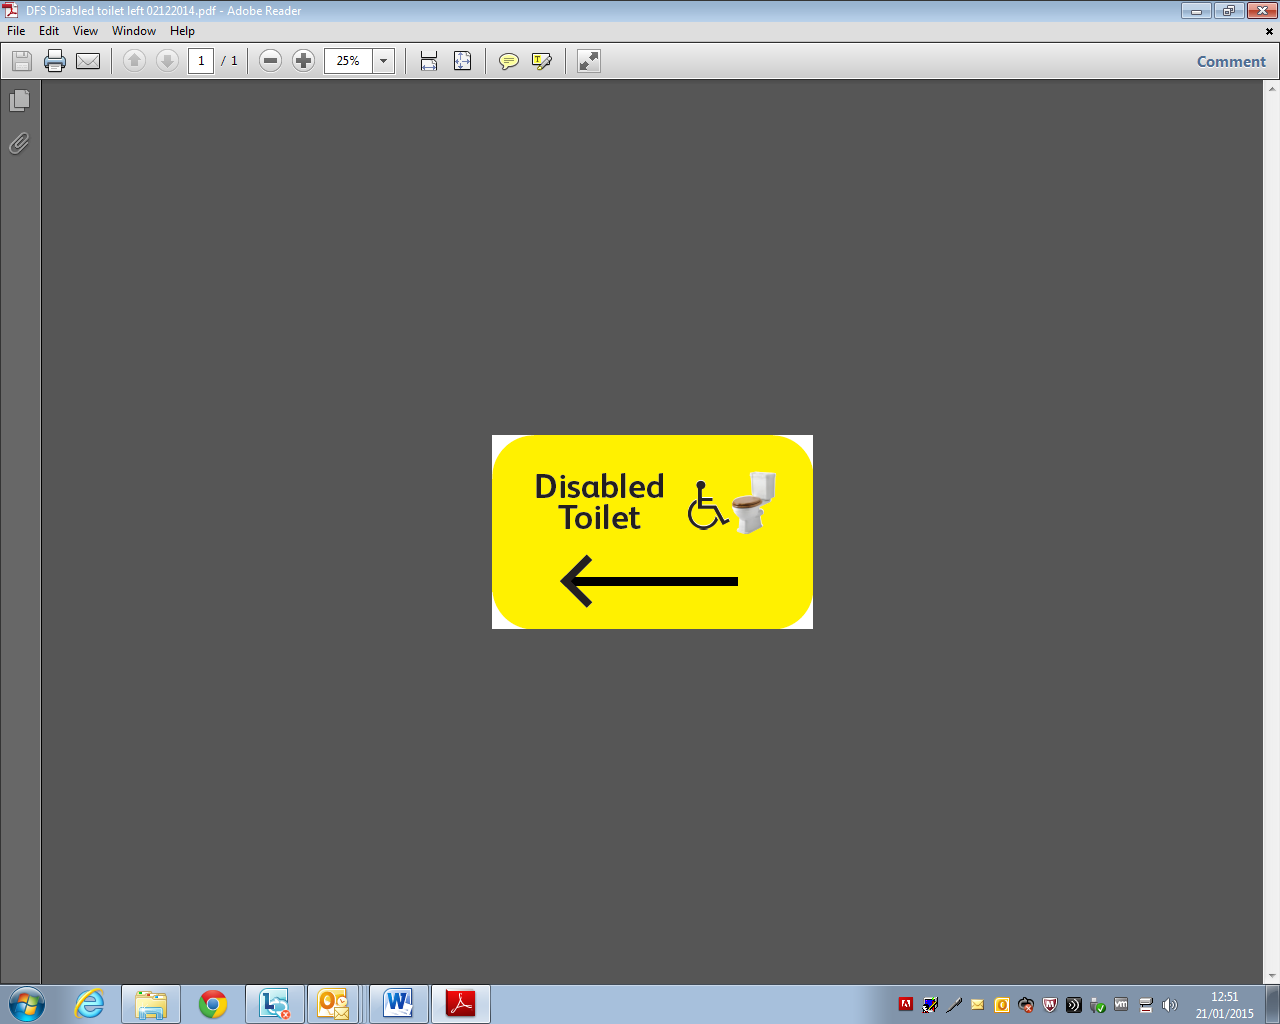 DFS Disabled toilet left 02122014.pdf - Adobe Reader
File Edit View Window Help
1 / 1 25% Comment
Disabled
Toilet
12:51
21/01/2015